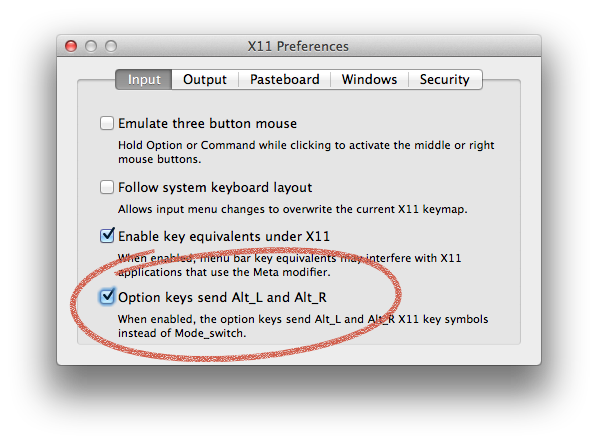 X11 Preferences
Input Output Pasteboard Windows Security
Emulate three button mouse
Hold Option or Command while clicking to activate the middle or right
mouse buttons.
Follow system keyboard layout
Allows input menu changes to overwrite the current X11 keymap.
Enable key equivalents under X11
When enabled, menu bar key equivalents may interfere with X11
applications that use the Meta modifier.
Option keys send Alt_L and Alt_R
When enabled, the option keys send Alt_L and Alt_R X11 key symbols
instead of Mode_switch.